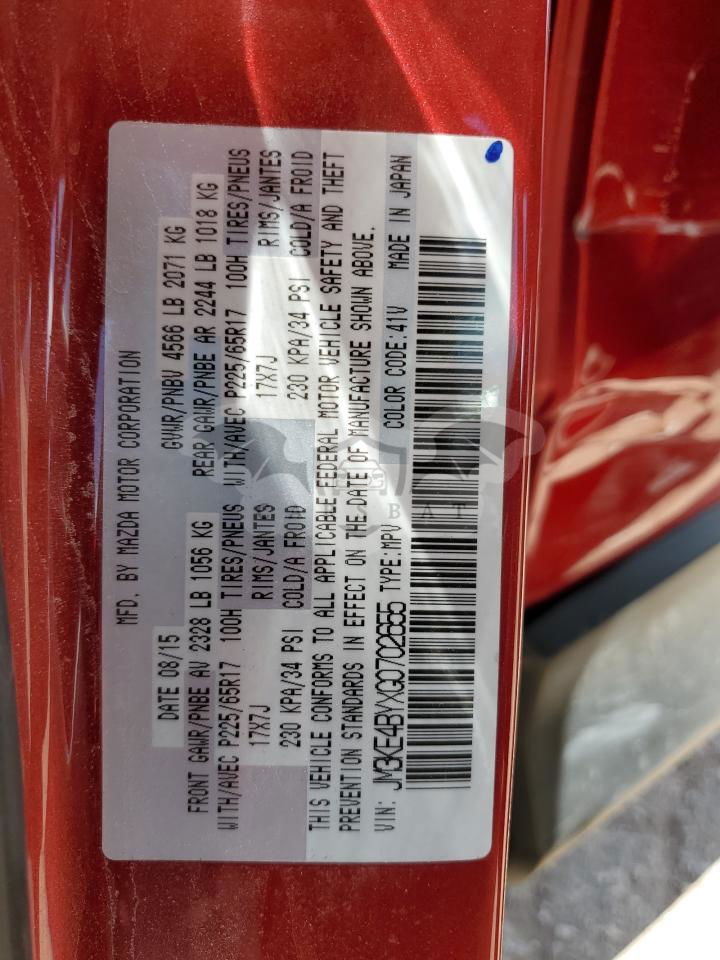 MFD. BY MAZDA MOTOR CORPORATION
DATE 08/15 GVWR/PNBV 4566 LB 2071 KG
FRONT GAWR/PNBE AV 2328 LB 1056 KG REAR GAWR/PNBE AR 2244 LB 1018 KG
WITH/AVEC P225/65R17 100H TIRES/PNEUS WITH/AVEC P225/65R17 100H TIRES/PNEUS
17X7J RIMS/JANTES 17X7J RIMS/JANTES
230 KPA/34 PSI COLD/A FROID 230 KPA/34 PSI COLD/A FROID
THIS VEHICLE CONFORMS TO ALL APPLICABLE FEDERAL MOTOR VEHICLE SAFETY AND THEFT
PREVENTION STANDARDS IN EFFECT ON THE DATE OF MANUFACTURE SHOWN ABOVE.
VIN: JM3KE4BYXG0702655 TYPE:MPV COLOR CODE:41V MADE IN JAPAN